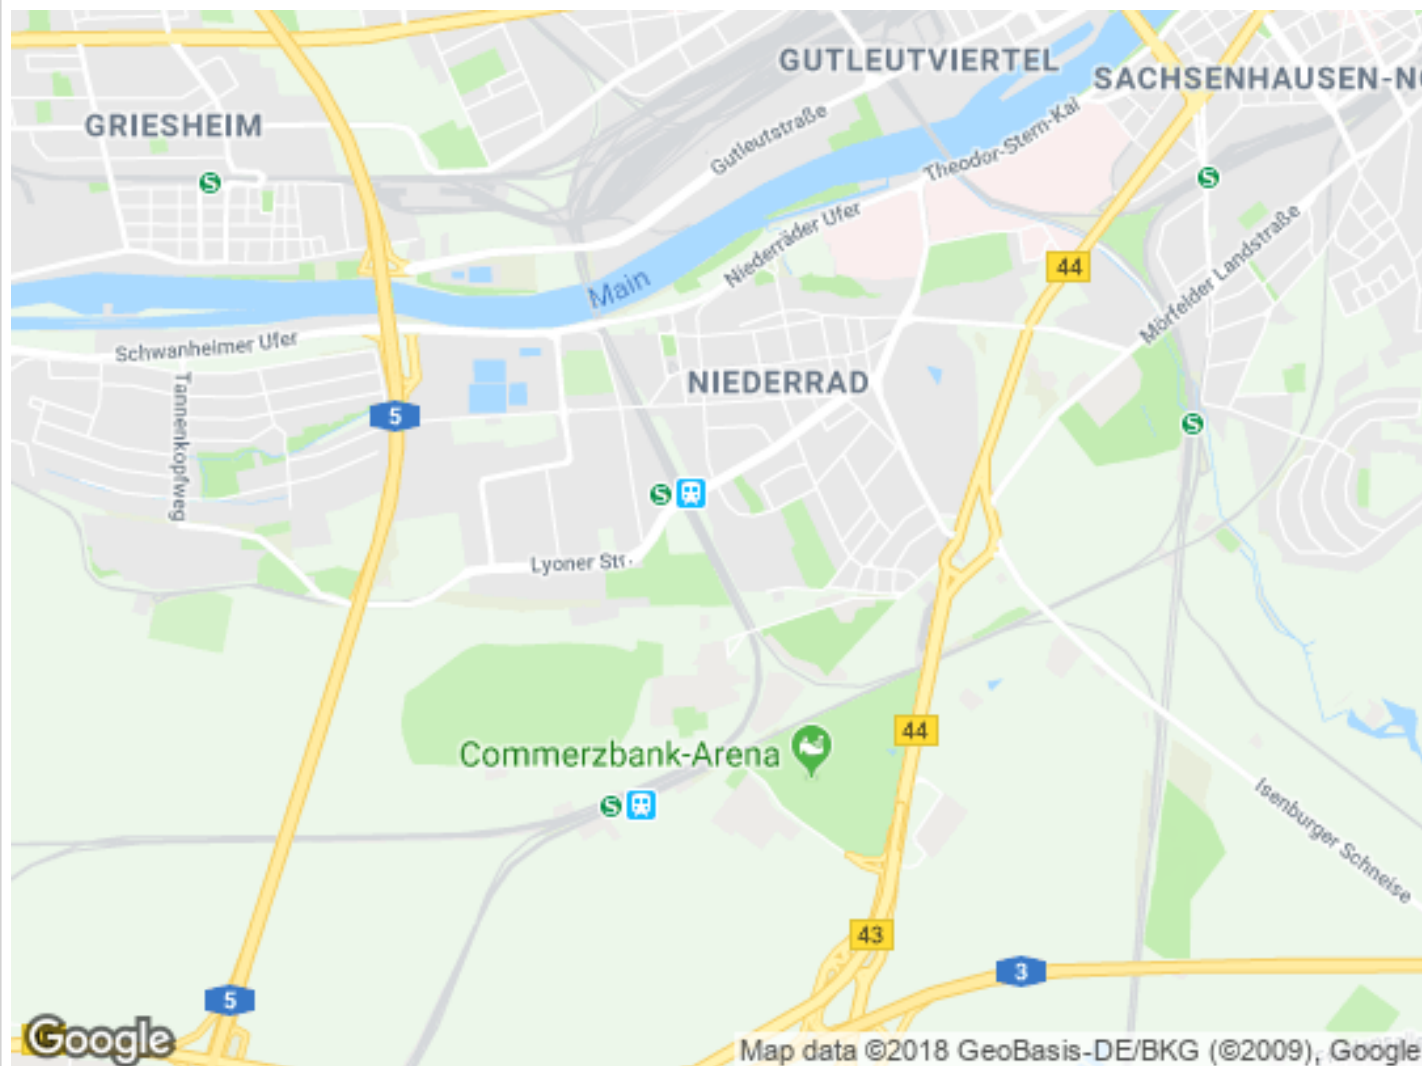 GUTLEUTVIERTEL
SACHSENHAUSEN-NO
GRIESHEIM
Gutleutstraße
Theodor-Stern-Kai
S
S
Niederräder Ufer
Mörfelder Landstraße
44
Main
Schwanheimer Ufer
Tannenkopfweg
NIEDERRAD
5
S
S
Lyoner Str.
44
Commerzbank-Arena
S
Isenburger Schneise
43
3
5
Google
Map data ©2018 GeoBasis-DE/BKG (©2009), Google